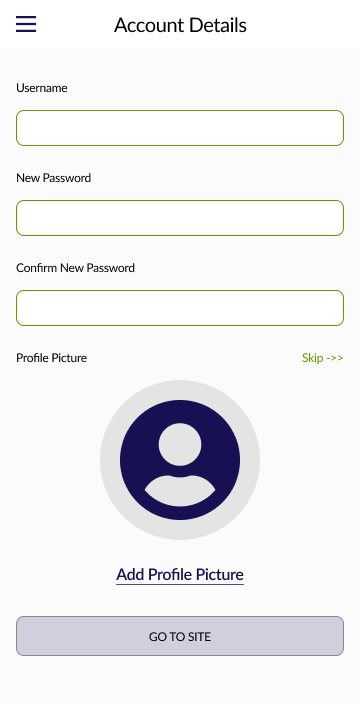 Account Details
Username
New Password
Confirm New Password
Profile Picture
Skip ->>
Add Profile Picture
GO TO SITE